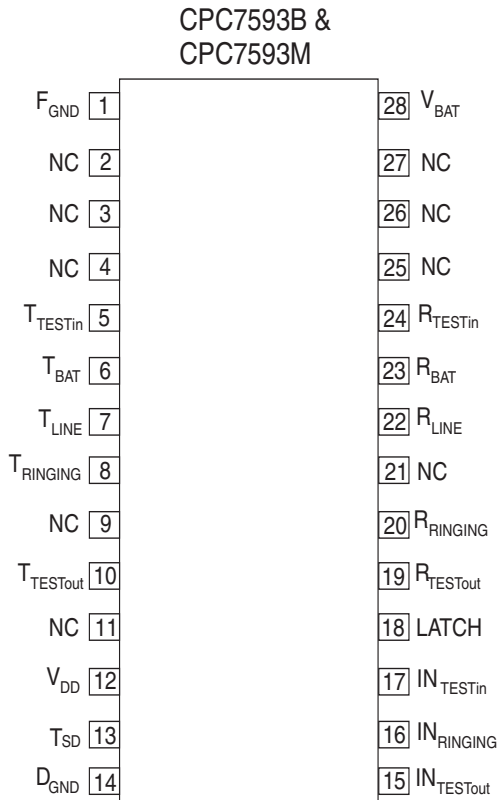 CPC7593B &
CPC7593M
FGND 1 28 VBAT
NC 2 27 NC
NC 3 26 NC
NC 4 25 NC
TTESTin 5 24 RTESTin
TBAT 6 23 RBAT
TLINE 7 22 RLINE
TRINGING 8 21 NC
NC 9 20 RRINGING
TTESTout 10 19 RTESTout
NC 11 18 LATCH
VDD 12 17 INTESTin
TSD 13 16 INRINGING
DGND 14 15 INTESTout